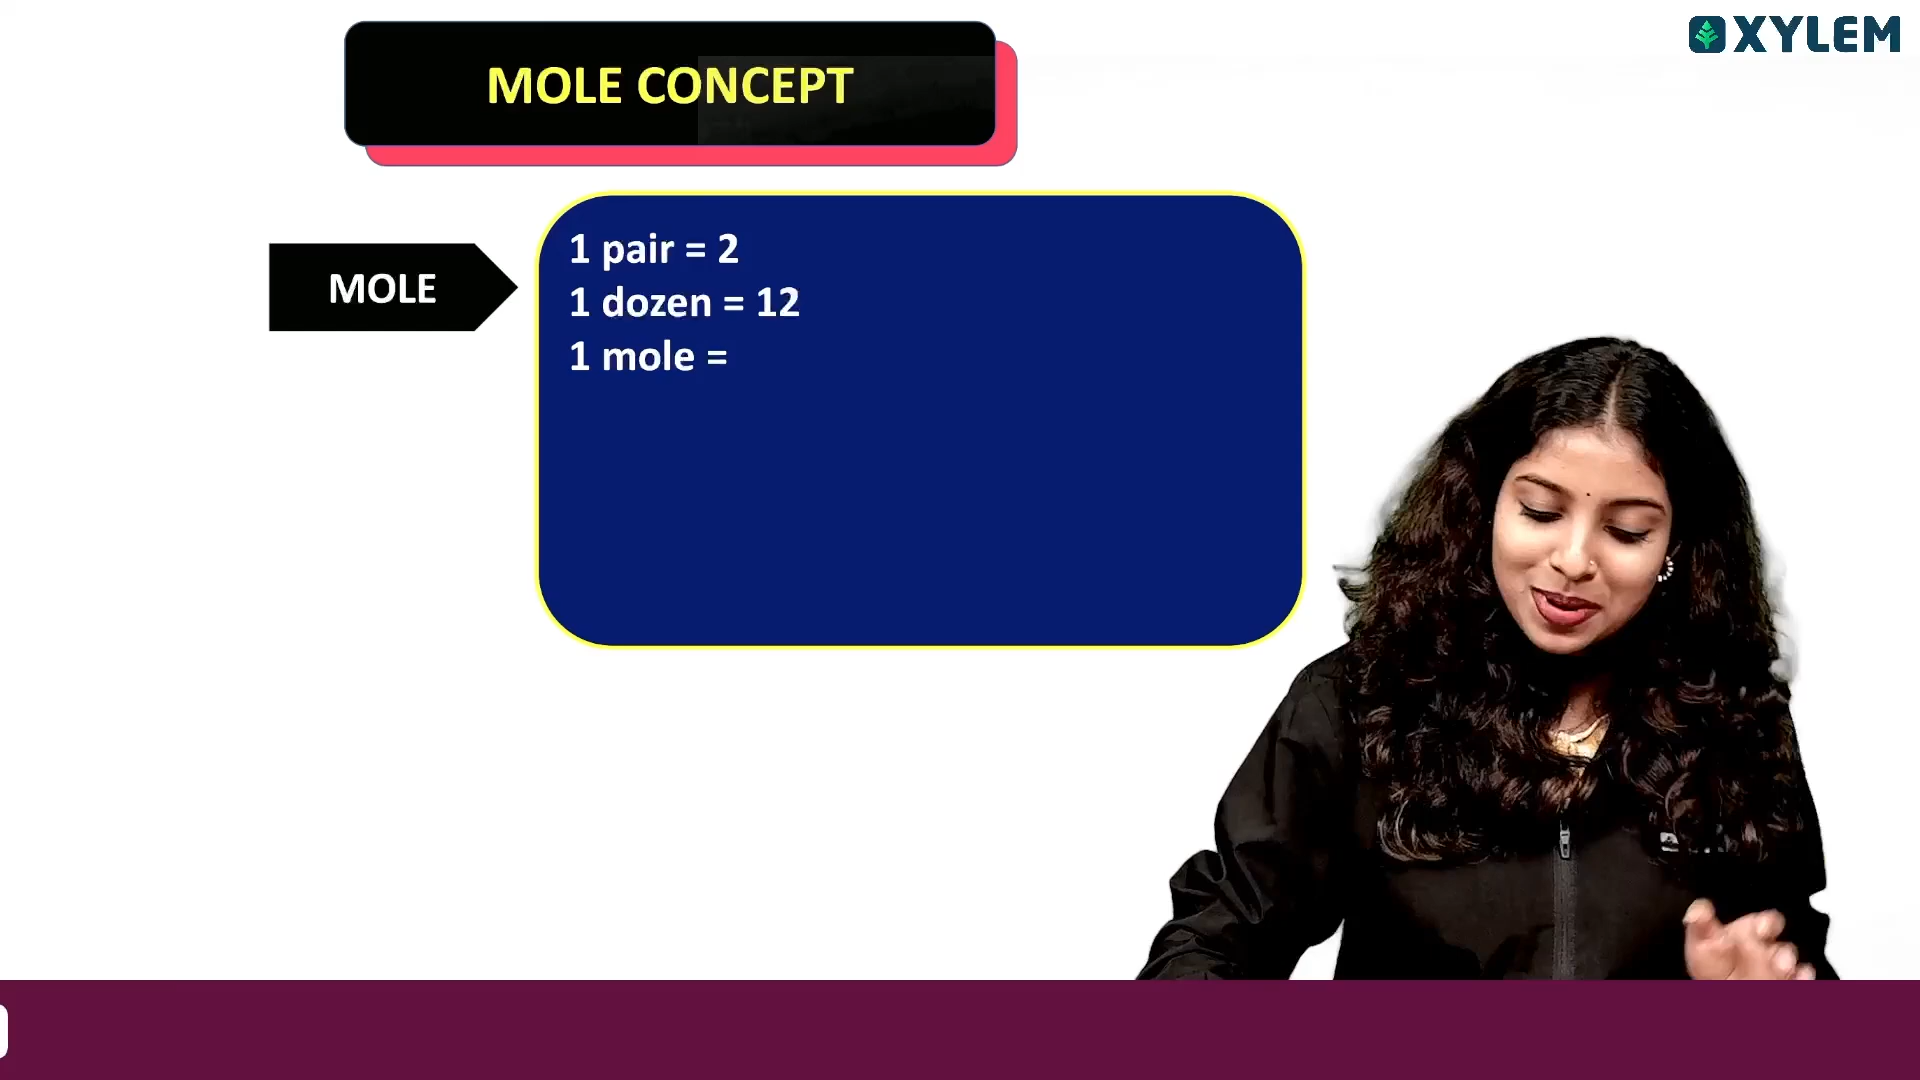 XYLEM
MOLE CONCEPT
MOLE
1 pair = 2
1 dozen = 12
1 mole =